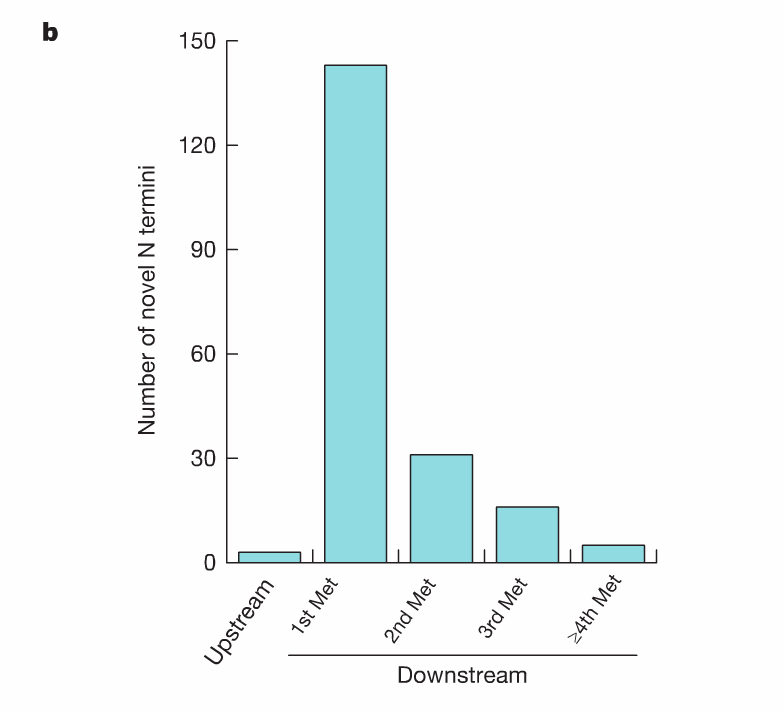 b
150
120
90
60
30
0
Number of novel N termini
Upstream
1st Met
2nd Met
3rd Met
≥4th Met
Downstream